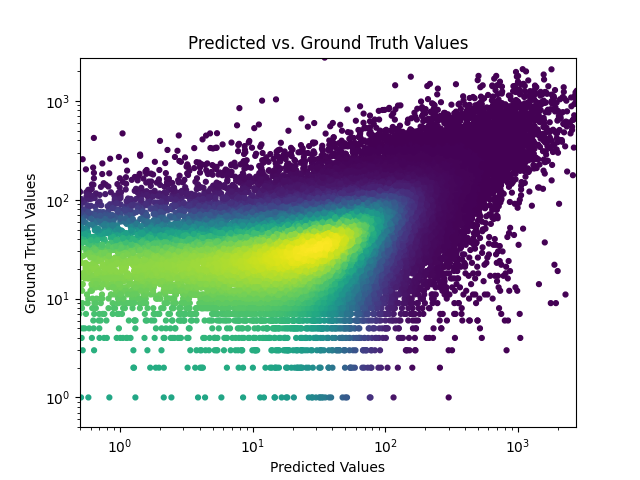 Predicted vs. Ground Truth Values
Ground Truth Values
10³
10²
10¹
10⁰
10⁰ 10¹ 10² 10³
Predicted Values